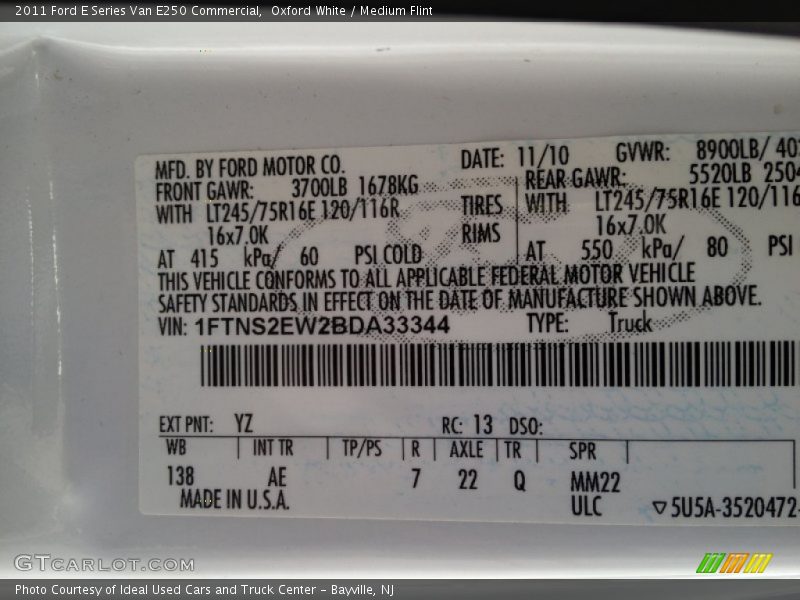 2011 Ford E Series Van E250 Commercial,  Oxford White / Medium Flint
MFD. BY FORD MOTOR CO. DATE: 11/10 GVWR: 8900LB/
FRONT GAWR: 3700LB 1678KG REAR GAWR: 5520LB
WITH LT245/75R16E 120/116R TIRES WITH LT245/75R16E
16x7.0K RIMS 16x7.0K
AT 415 kPa/ 60 PSI COLD AT 550 kPa/ 80 PSI
THIS VEHICLE CONFORMS TO ALL APPLICABLE FEDERAL MOTOR VEHICLE
SAFETY STANDARDS IN EFFECT ON THE DATE OF MANUFACTURE SHOWN ABOVE.
VIN: 1FTNS2EW2BDA33344 TYPE: Truck
EXT PNT: YZ RC: 13 DSO:
WB INT TR TP/PS R AXLE TR SPR
138 AE 7 22 Q MM22
MADE IN U.S.A. ULC 5U5A-3520472-
GTCARLOT.COM
Photo Courtesy of Ideal Used Cars and Truck Center – Bayville, NJ